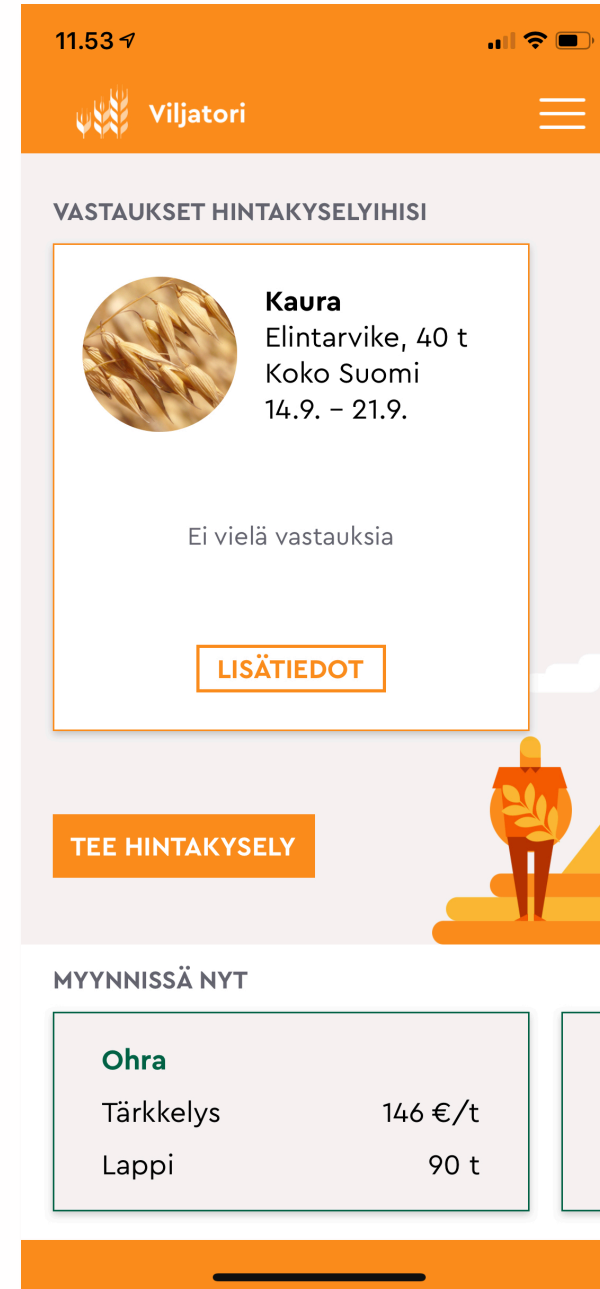 11.53
Viljatori
VASTAUKSET HINTAKYSELYIHISI
Kaura
Elintarvike, 40 t
Koko Suomi
14.9. – 21.9.
Ei vielä vastauksia
LISÄTIEDOT
TEE HINTAKYSELY
MYYNNISSÄ NYT
Ohra
Tärkkelys 146 €/t
Lappi 90 t